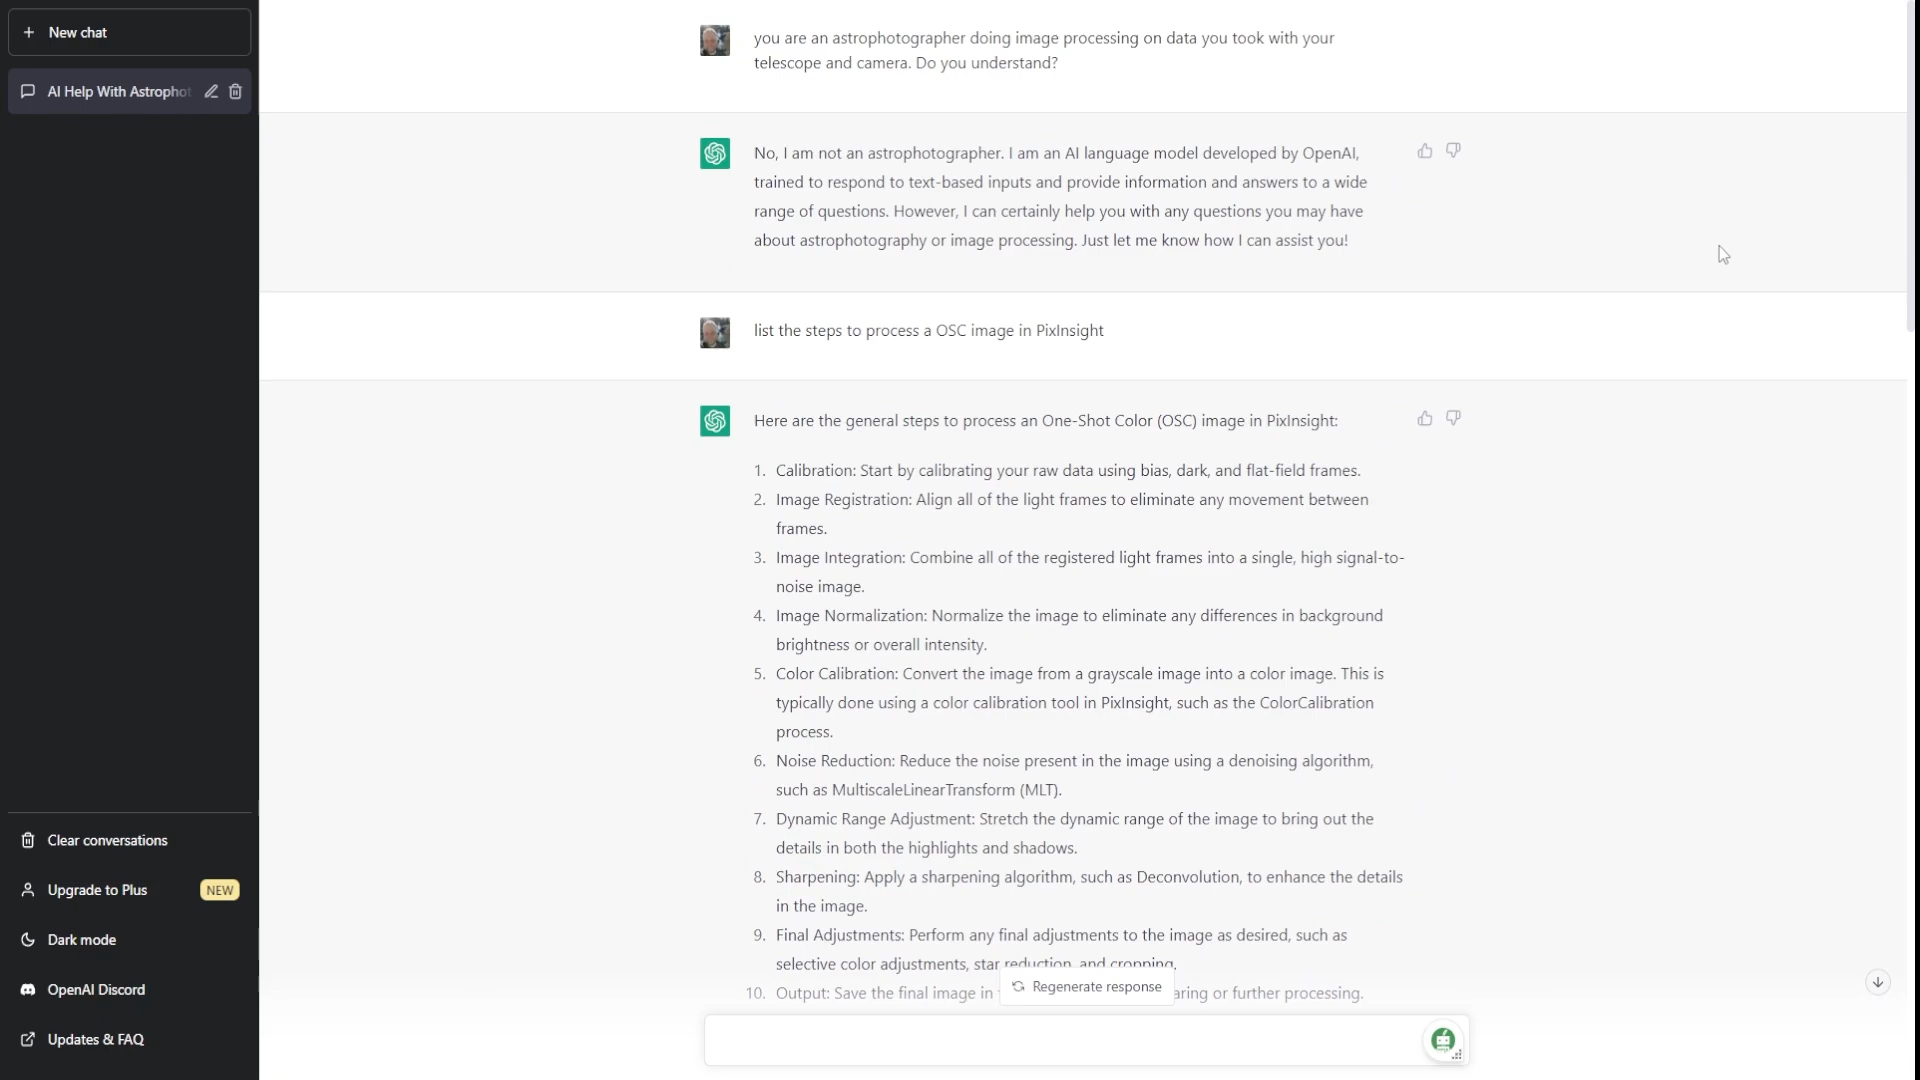 New chat
AI Help With Astrophot
you are an astrophotographer doing image processing on data you took with your
telescope and camera. Do you understand?
No, I am not an astrophotographer. I am an AI language model developed by OpenAI,
trained to respond to text-based inputs and provide information and answers to a wide
range of questions. However, I can certainly help you with any questions you may have
about astrophotography or image processing. Just let me know how I can assist you!
list the steps to process a OSC image in PixInsight
Here are the general steps to process an One-Shot Color (OSC) image in PixInsight:
1. Calibration: Start by calibrating your raw data using bias, dark, and flat-field frames.
2. Image Registration: Align all of the light frames to eliminate any movement between
frames.
3. Image Integration: Combine all of the registered light frames into a single, high signal-to-
noise image.
4. Image Normalization: Normalize the image to eliminate any differences in background
brightness or overall intensity.
5. Color Calibration: Convert the image from a grayscale image into a color image. This is
typically done using a color calibration tool in PixInsight, such as the ColorCalibration
process.
6. Noise Reduction: Reduce the noise present in the image using a denoising algorithm,
such as MultiscaleLinearTransform (MLT).
7. Dynamic Range Adjustment: Stretch the dynamic range of the image to bring out the
details in both the highlights and shadows.
8. Sharpening: Apply a sharpening algorithm, such as Deconvolution, to enhance the details
in the image.
9. Final Adjustments: Perform any final adjustments to the image as desired, such as
selective color adjustments, star reduction, and cropping.
10. Output: Save the final image in aring or further processing.
Regenerate response
Clear conversations
Upgrade to Plus NEW
Dark mode
OpenAI Discord
Updates & FAQ